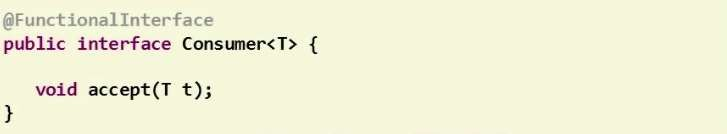 @FunctionalInterface
public interface Consumer<T> {
void accept(T t);
}